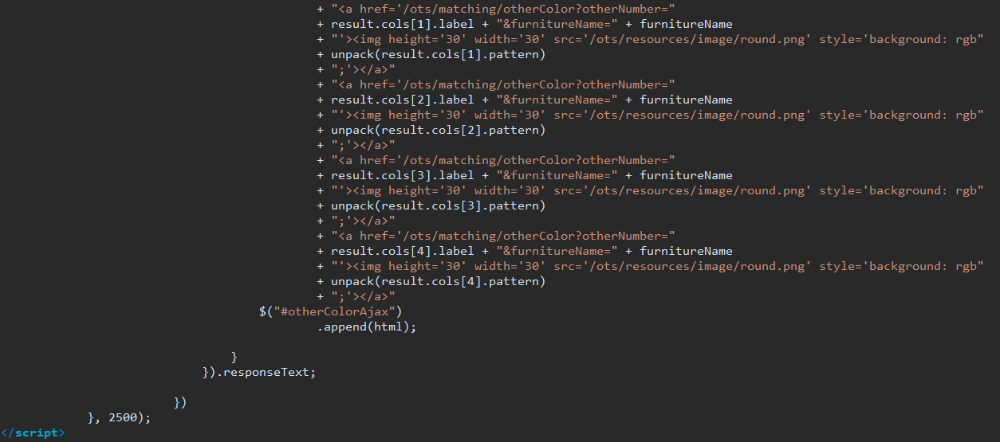 + "<a href='/ots/matching/otherColor?otherNumber="
+ result.cols[1].label + "&furnitureName=" + furnitureName
+ "'><img height='30' width='30' src='/ots/resources/image/round.png' style='background: rgb"
+ unpack(result.cols[1].pattern)
+ ";'></a>"
+ "<a href='/ots/matching/otherColor?otherNumber="
+ result.cols[2].label + "&furnitureName=" + furnitureName
+ "'><img height='30' width='30' src='/ots/resources/image/round.png' style='background: rgb"
+ unpack(result.cols[2].pattern)
+ ";'></a>"
+ "<a href='/ots/matching/otherColor?otherNumber="
+ result.cols[3].label + "&furnitureName=" + furnitureName
+ "'><img height='30' width='30' src='/ots/resources/image/round.png' style='background: rgb"
+ unpack(result.cols[3].pattern)
+ ";'></a>"
+ "<a href='/ots/matching/otherColor?otherNumber="
+ result.cols[4].label + "&furnitureName=" + furnitureName
+ "'><img height='30' width='30' src='/ots/resources/image/round.png' style='background: rgb"
+ unpack(result.cols[4].pattern)
+ ";'></a>"
$("#otherColorAjax")
.append(html);
}
}).responseText;
})
}, 2500);
</script>